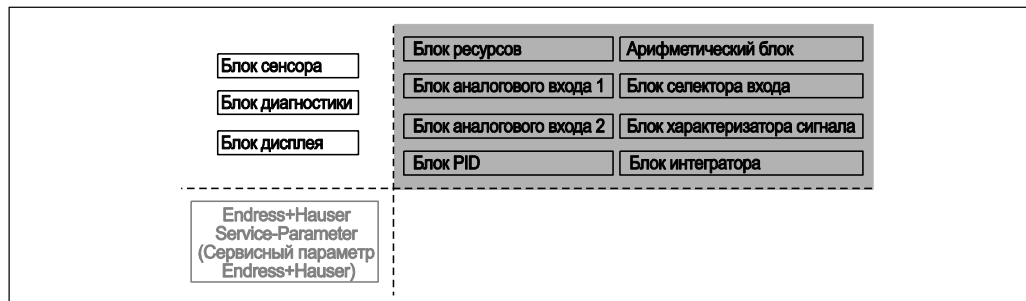 Блок сенсора
Блок диагностики
Блок дисплея
Блок ресурсов
Арифметический блок
Блок аналогового входа 1
Блок селектора входа
Блок аналогового входа 2
Блок характеризатора сигнала
Блок PID
Блок интегратора
Endress+Hauser
Service-Parameter
(Сервисный параметр
Endress+Hauser)